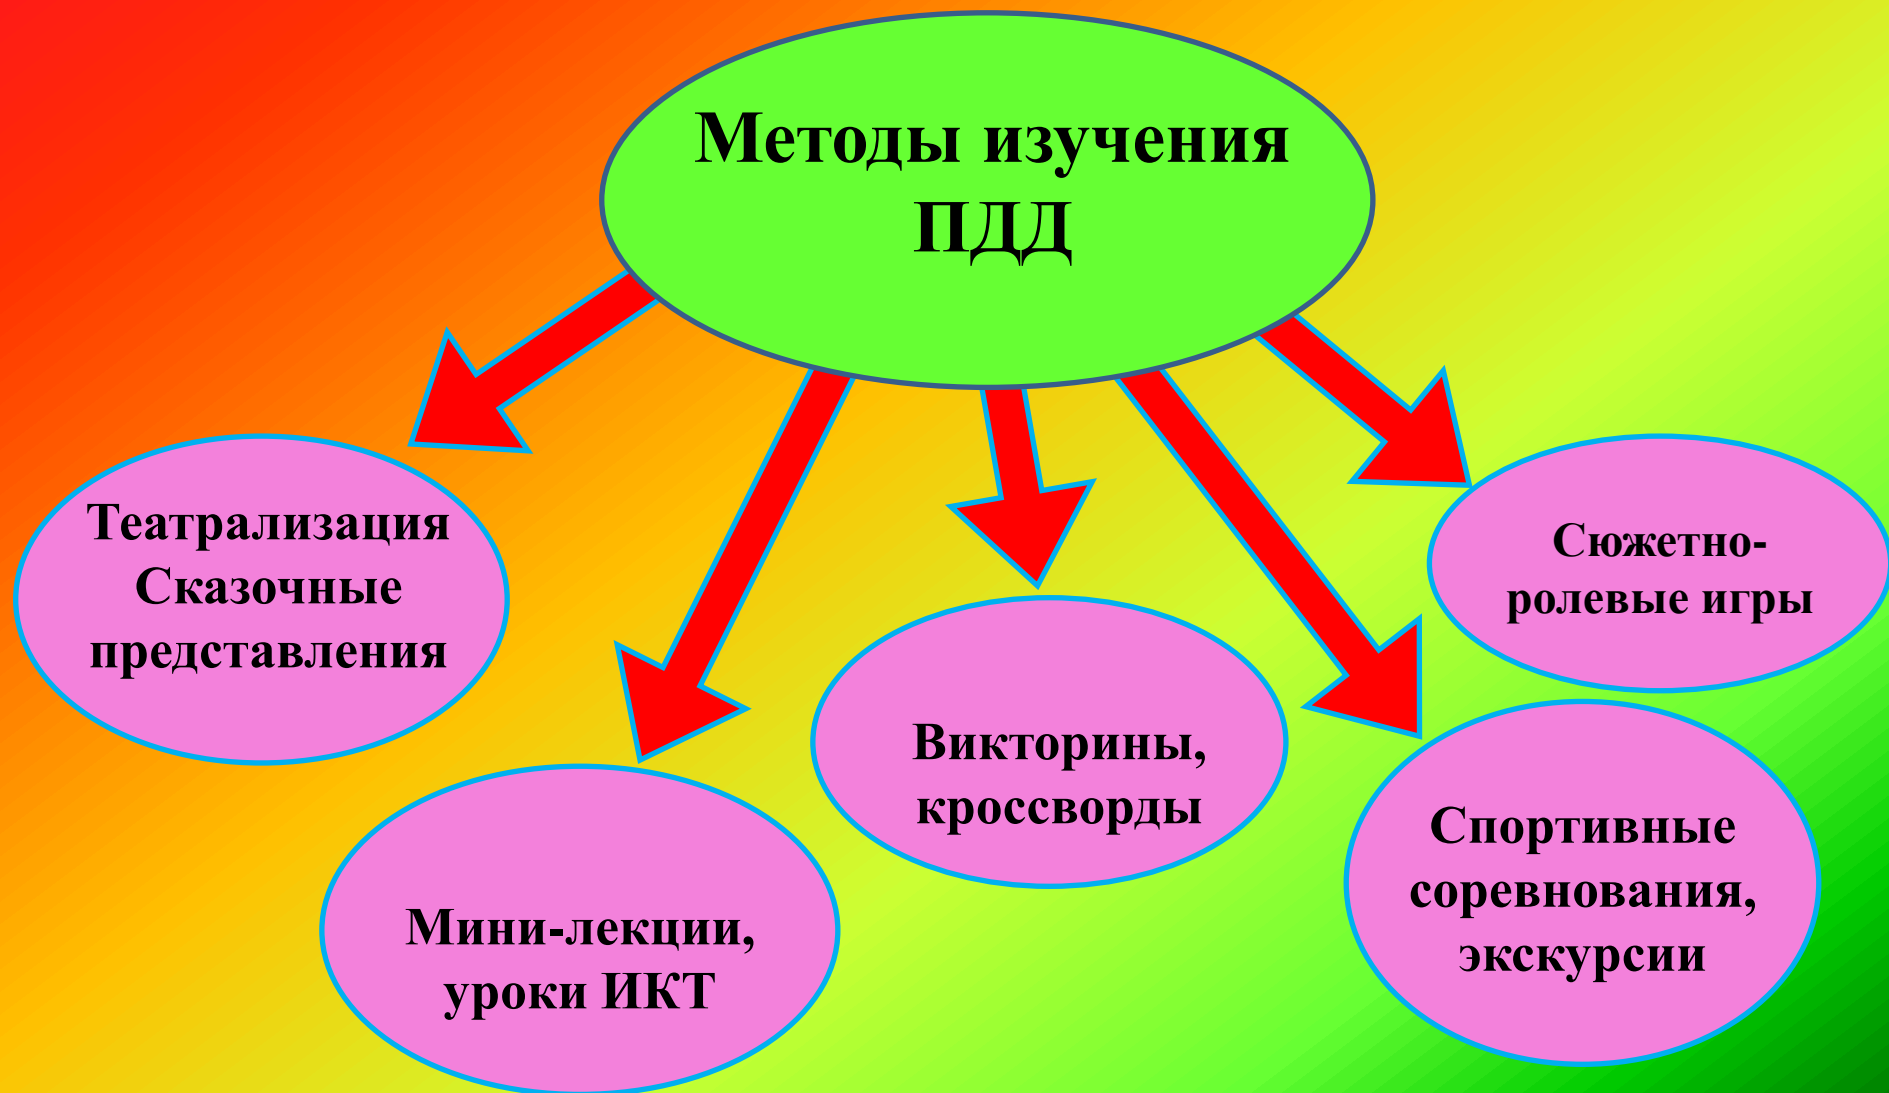 Методы изучения
ПДД
Театрализация
Сказочные
представления
Мини-лекции,
уроки ИКТ
Викторины,
кроссворды
Спортивные
соревнования,
экскурсии
Сюжетно-
ролевые игры